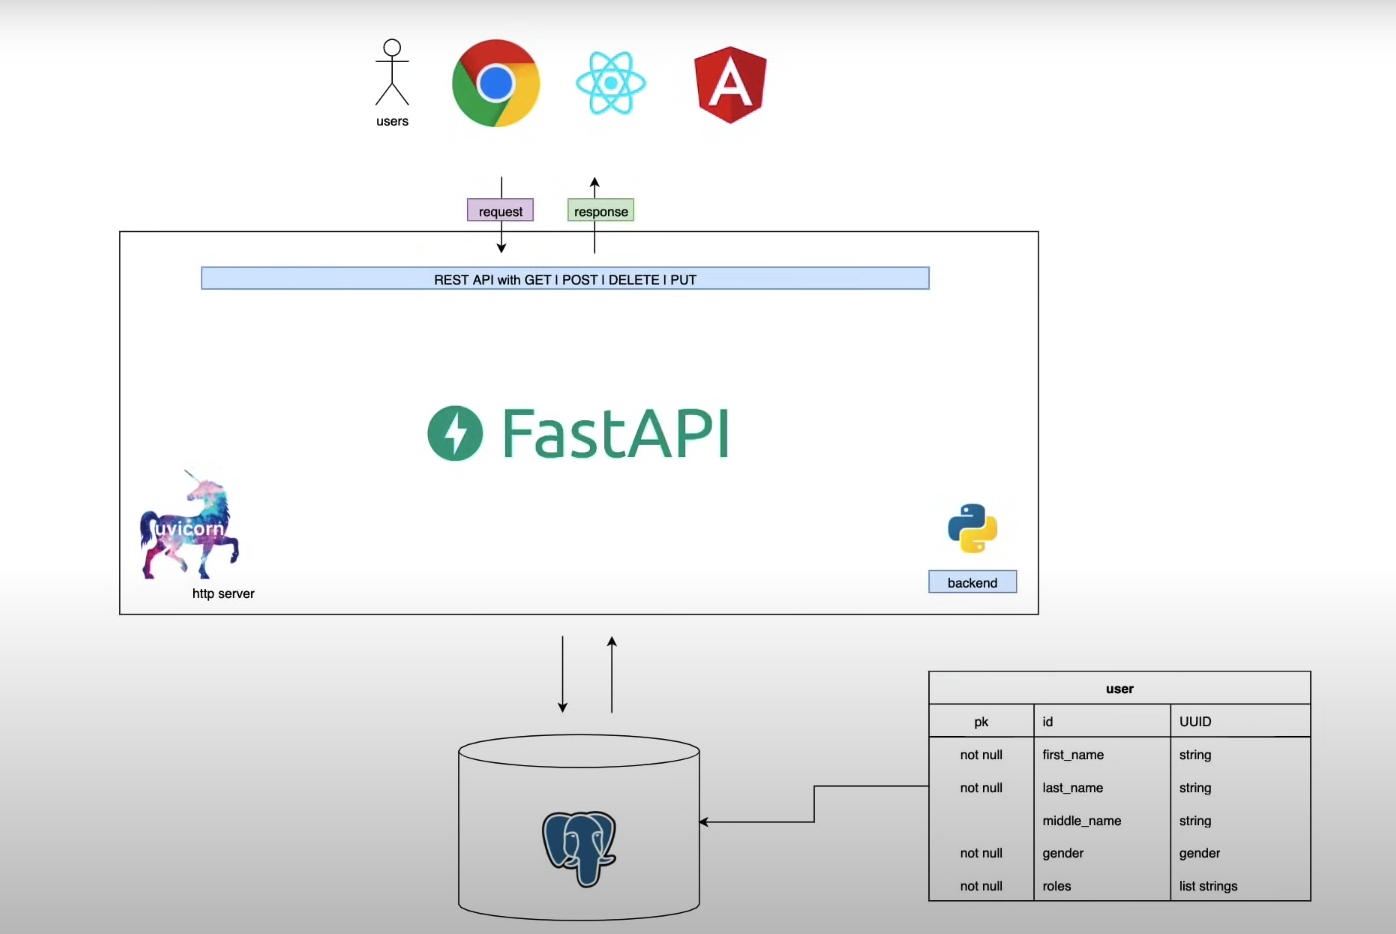 users
request
response
REST API with GET | POST | DELETE | PUT
FastAPI
uvicorn
http server
backend
user
pk id UUID
not null first_name string
not null last_name string
middle_name string
not null gender gender
not null roles list strings